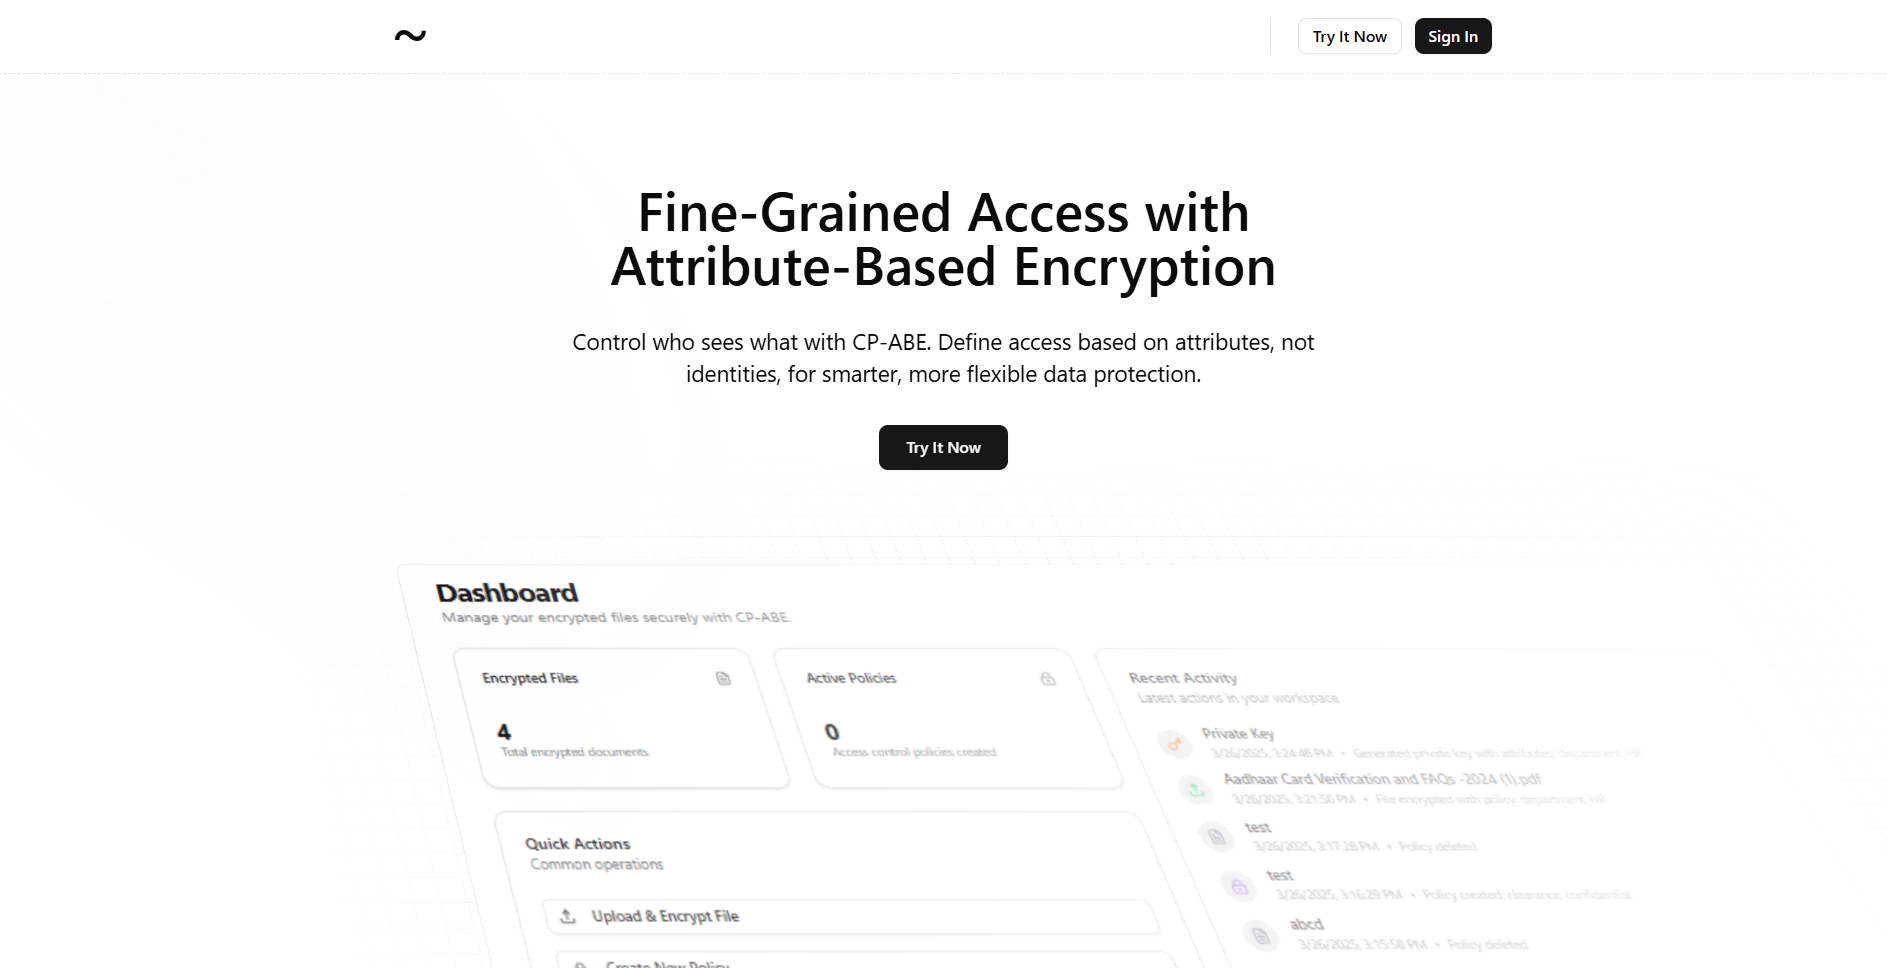 ~
Try It Now
Sign In
Fine-Grained Access with
Attribute-Based Encryption
Control who sees what with CP-ABE. Define access based on attributes, not
identities, for smarter, more flexible data protection.
Try It Now
Dashboard
Manage your encrypted files securely with CP-ABE.
Encrypted Files
4
Total encrypted documents
Active Policies
0
Access control policies created
Quick Actions
Common operations
Upload & Encrypt File
Create New Policy
Recent Activity
Latest actions in your workspace
Private Key
3/26/2025, 3:24:48 PM • Generated private key with attributes: department: HR
Aadhaar Card Verification and FAQs -2024 (1).pdf
3/26/2025, 3:21:56 PM • File encrypted with policy: department: HR
test
3/26/2025, 3:17:28 PM • Policy deleted
test
3/26/2025, 3:16:29 PM • Policy created: clearance: confidential
abcd
3/26/2025, 3:15:58 PM • Policy deleted